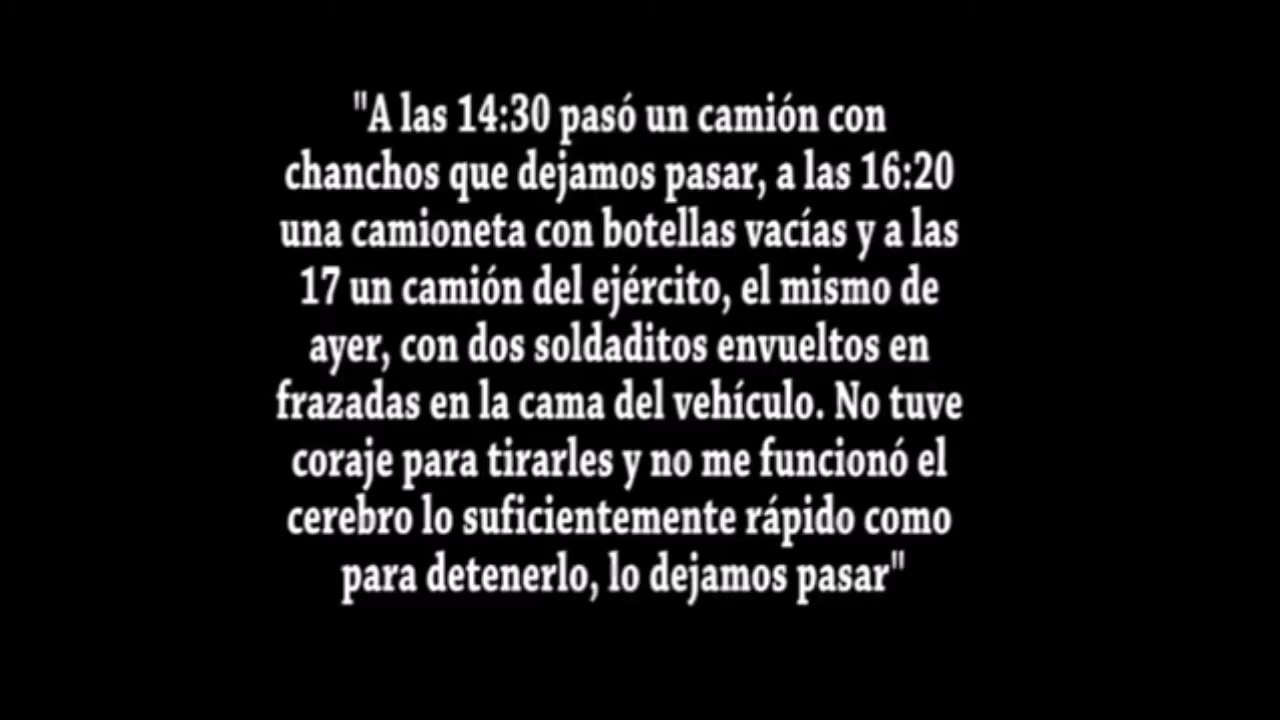 "A las 14:30 pasó un camión con
chanchos que dejamos pasar, a las 16:20
una camioneta con botellas vacías y a las
17 un camión del ejército, el mismo de
ayer, con dos soldaditos envueltos en
frazadas en la cama del vehículo. No tuve
coraje para tirarles y no me funcionó el
cerebro lo suficientemente rápido como
para detenerlo, lo dejamos pasar"